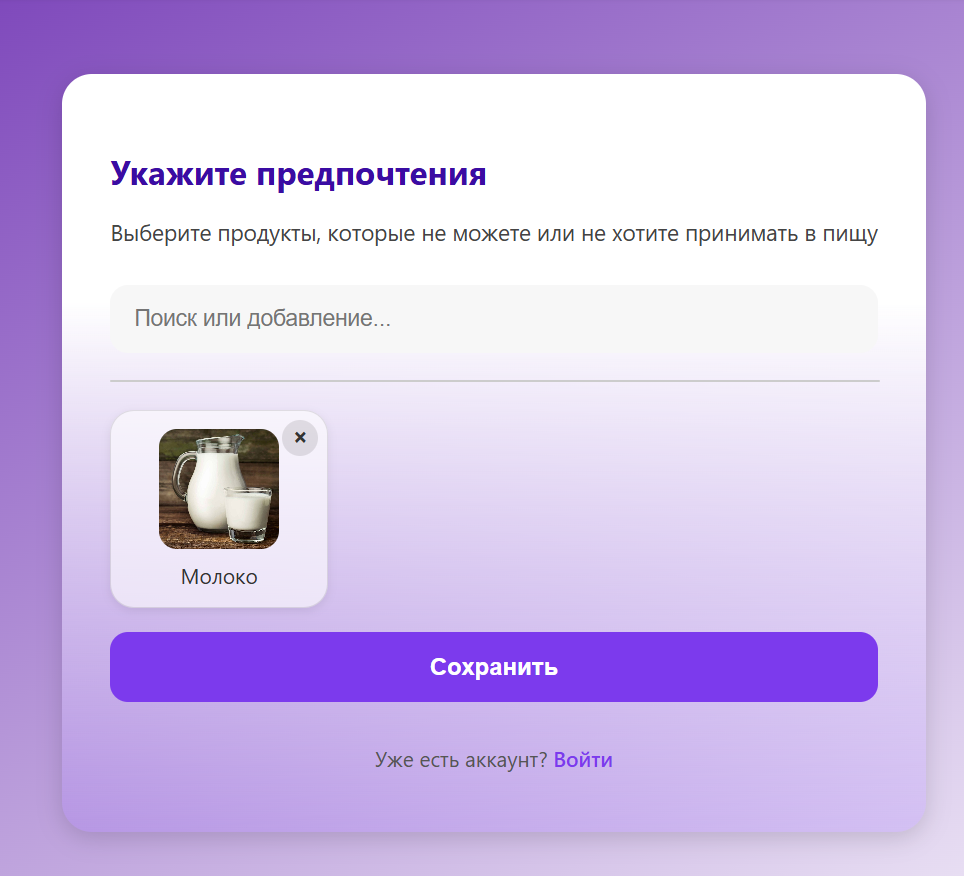 Укажите предпочтения
Выберите продукты, которые не можете или не хотите принимать в пищу
Поиск или добавление...
×
Молоко
Сохранить
Уже есть аккаунт? Войти